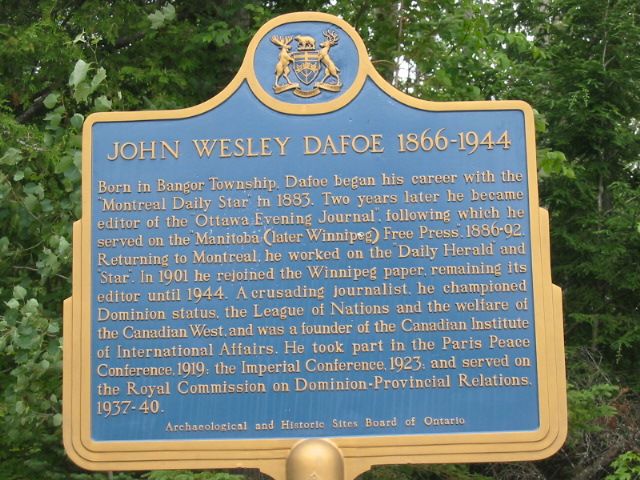 JOHN WESLEY DAFOE 1866-1944
Born in Bangor Township, Dafoe began his career with the
"Montreal Daily Star" in 1883. Two years later he became
editor of the "Ottawa Evening Journal", following which he
served on the "Manitoba (later Winnipeg) Free Press", 1886-92.
Returning to Montreal, he worked on the "Daily Herald" and
"Star". In 1901 he rejoined the Winnipeg paper, remaining its
editor until 1944. A crusading journalist, he championed
Dominion status, the League of Nations and the welfare of
the Canadian West, and was a founder of the Canadian Institute
of International Affairs. He took part in the Paris Peace
Conference, 1919; the Imperial Conference, 1923; and served on
the Royal Commission on Dominion-Provincial Relations,
1937-40.
Archaeological and Historic Sites Board of Ontario